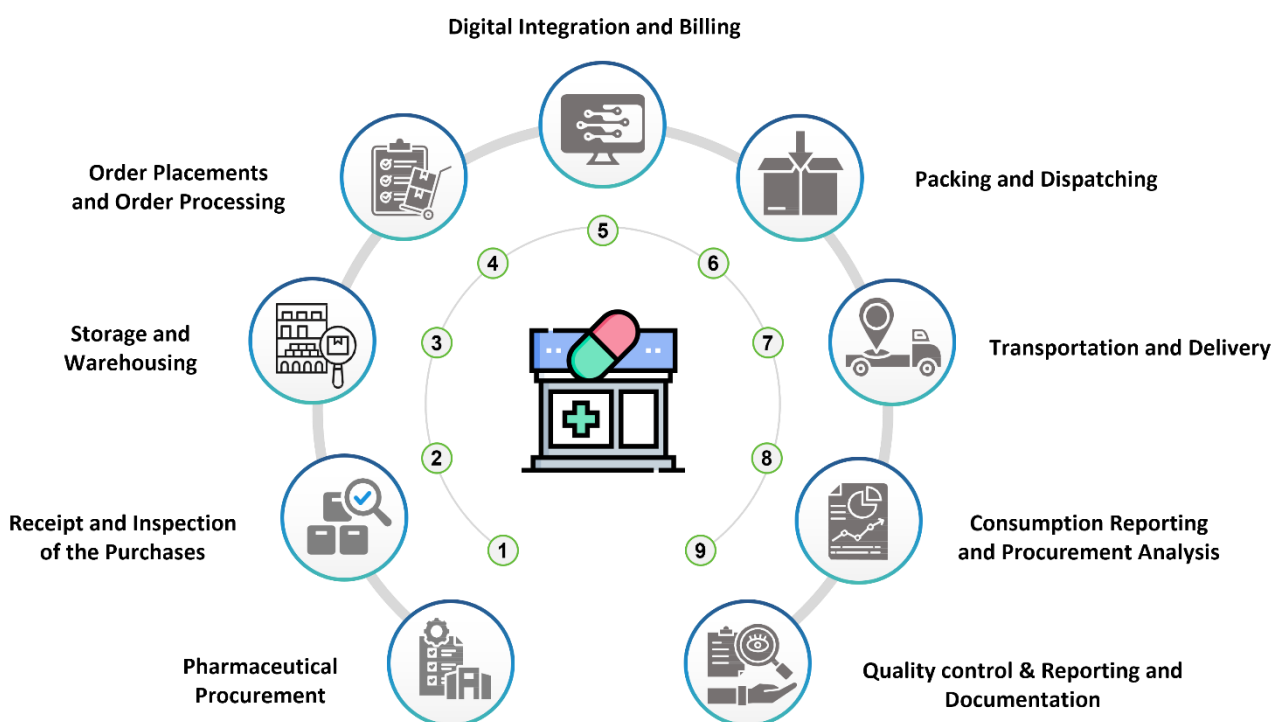 Digital Integration and Billing
Order Placements
and Order Processing
Packing and Dispatching
5
4
6
Storage and
Warehousing
3
7
Transportation and Delivery
2
8
Receipt and Inspection
of the Purchases
1
9
Consumption Reporting
and Procurement Analysis
Pharmaceutical
Procurement
Quality control & Reporting and
Documentation